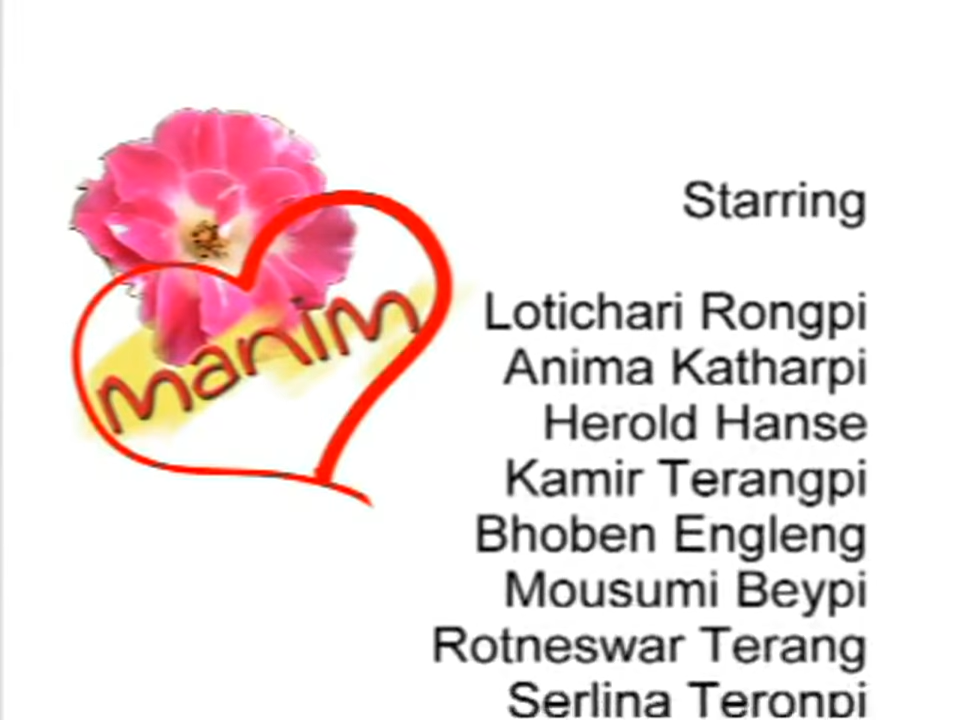 manim
Starring
Lotichari Rongpi
Anima Katharpi
Herold Hanse
Kamir Terangpi
Bhoben Engleng
Mousumi Beypi
Rotneswar Terang
Serlina Teronpi